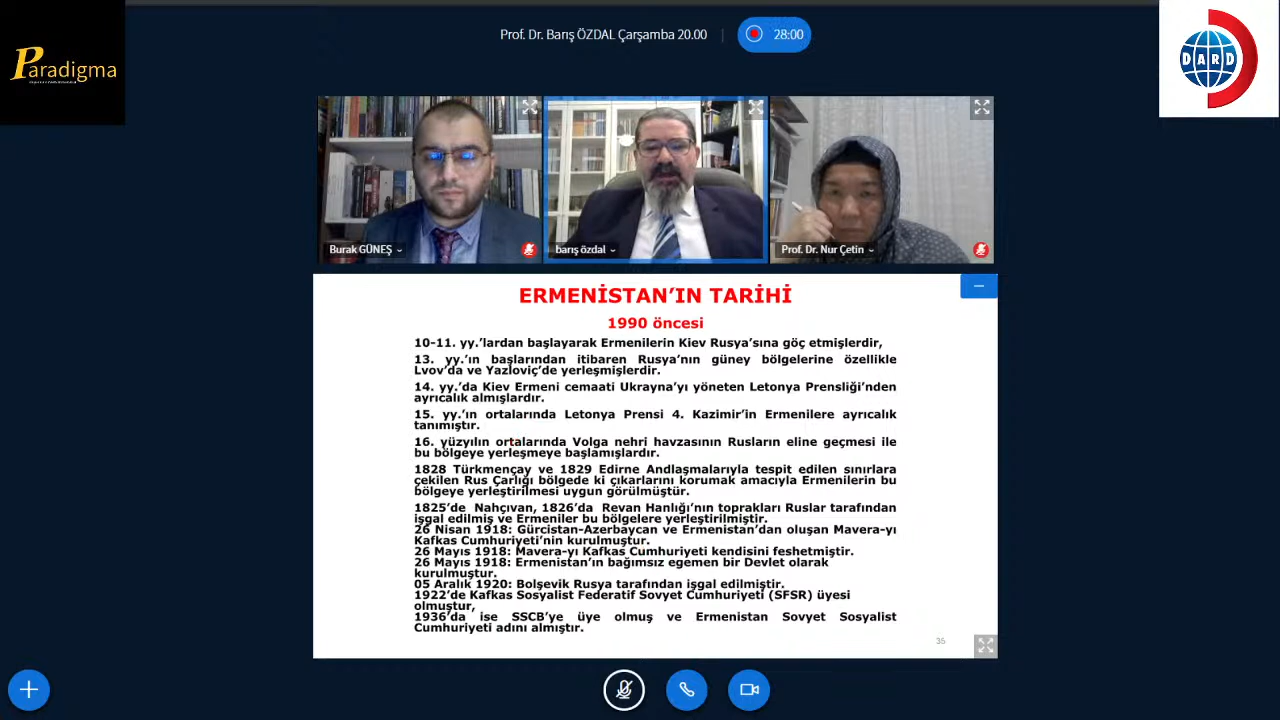 Paradigma
Prof. Dr. Barış ÖZDAL Çarşamba 20.00
28:00
DARD
Burak GÜNEŞ
barış özdal
Prof. Dr. Nur Çetin
ERMENİSTAN'IN TARİHİ
1990 öncesi
10-11. yy.'lardan başlayarak Ermenilerin Kiev Rusya'sına göç etmişlerdir,
13. yy.'ın başlarından itibaren Rusya'nın güney bölgelerine özellikle
Lvov'da ve Yazloviç'de yerleşmişlerdir.
14. yy.'da Kiev Ermeni cemaati Ukrayna'yı yöneten Letonya Prensliği'nden
ayrıcalık almışlardır.
15. yy.'ın ortalarında Letonya Prensi 4. Kazimir'in Ermenilere ayrıcalık
tanımıştır.
16. yüzyılın ortalarında Volga nehri havzasının Rusların eline geçmesi ile
bu bölgeye yerleşmeye başlamışlardır.
1828 Türkmençay ve 1829 Edirne Andlaşmalarıyla tespit edilen sınırlara
çekilen Rus Çarlığı bölgede ki çıkarlarını korumak amacıyla Ermenilerin bu
bölgeye yerleştirilmesi uygun görülmüştür.
1825'de Nahçıvan, 1826'da Revan Hanlığı'nın toprakları Ruslar tarafından
işgal edilmiş ve Ermeniler bu bölgelere yerleştirilmiştir.
26 Nisan 1918: Gürcistan-Azerbaycan ve Ermenistan'dan oluşan Mavera-yı
Kafkas Cumhuriyeti'nin kurulmuştur.
26 Mayıs 1918: Mavera-yı Kafkas Cumhuriyeti kendisini feshetmiştir.
26 Mayıs 1918: Ermenistan'ın bağımsız egemen bir Devlet olarak
kurulmuştur.
05 Aralık 1920: Bolşevik Rusya tarafından işgal edilmiştir.
1922'de Kafkas Sosyalist Federatif Sovyet Cumhuriyeti (SFSR) üyesi
olmuştur,
1936'da ise SSCB'ye üye olmuş ve Ermenistan Sovyet Sosyalist
Cumhuriyeti adını almıştır.
35